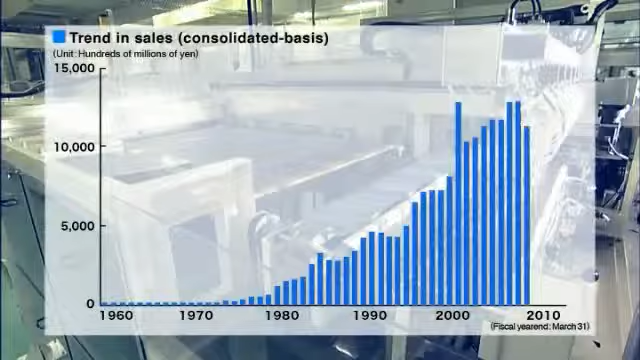 Trend in sales (consolidated-basis)
(Unit: Hundreds of millions of yen)
15,000
10,000
5,000
0
1960 1970 1980 1990 2000 2010
(Fiscal yearend: March 31)